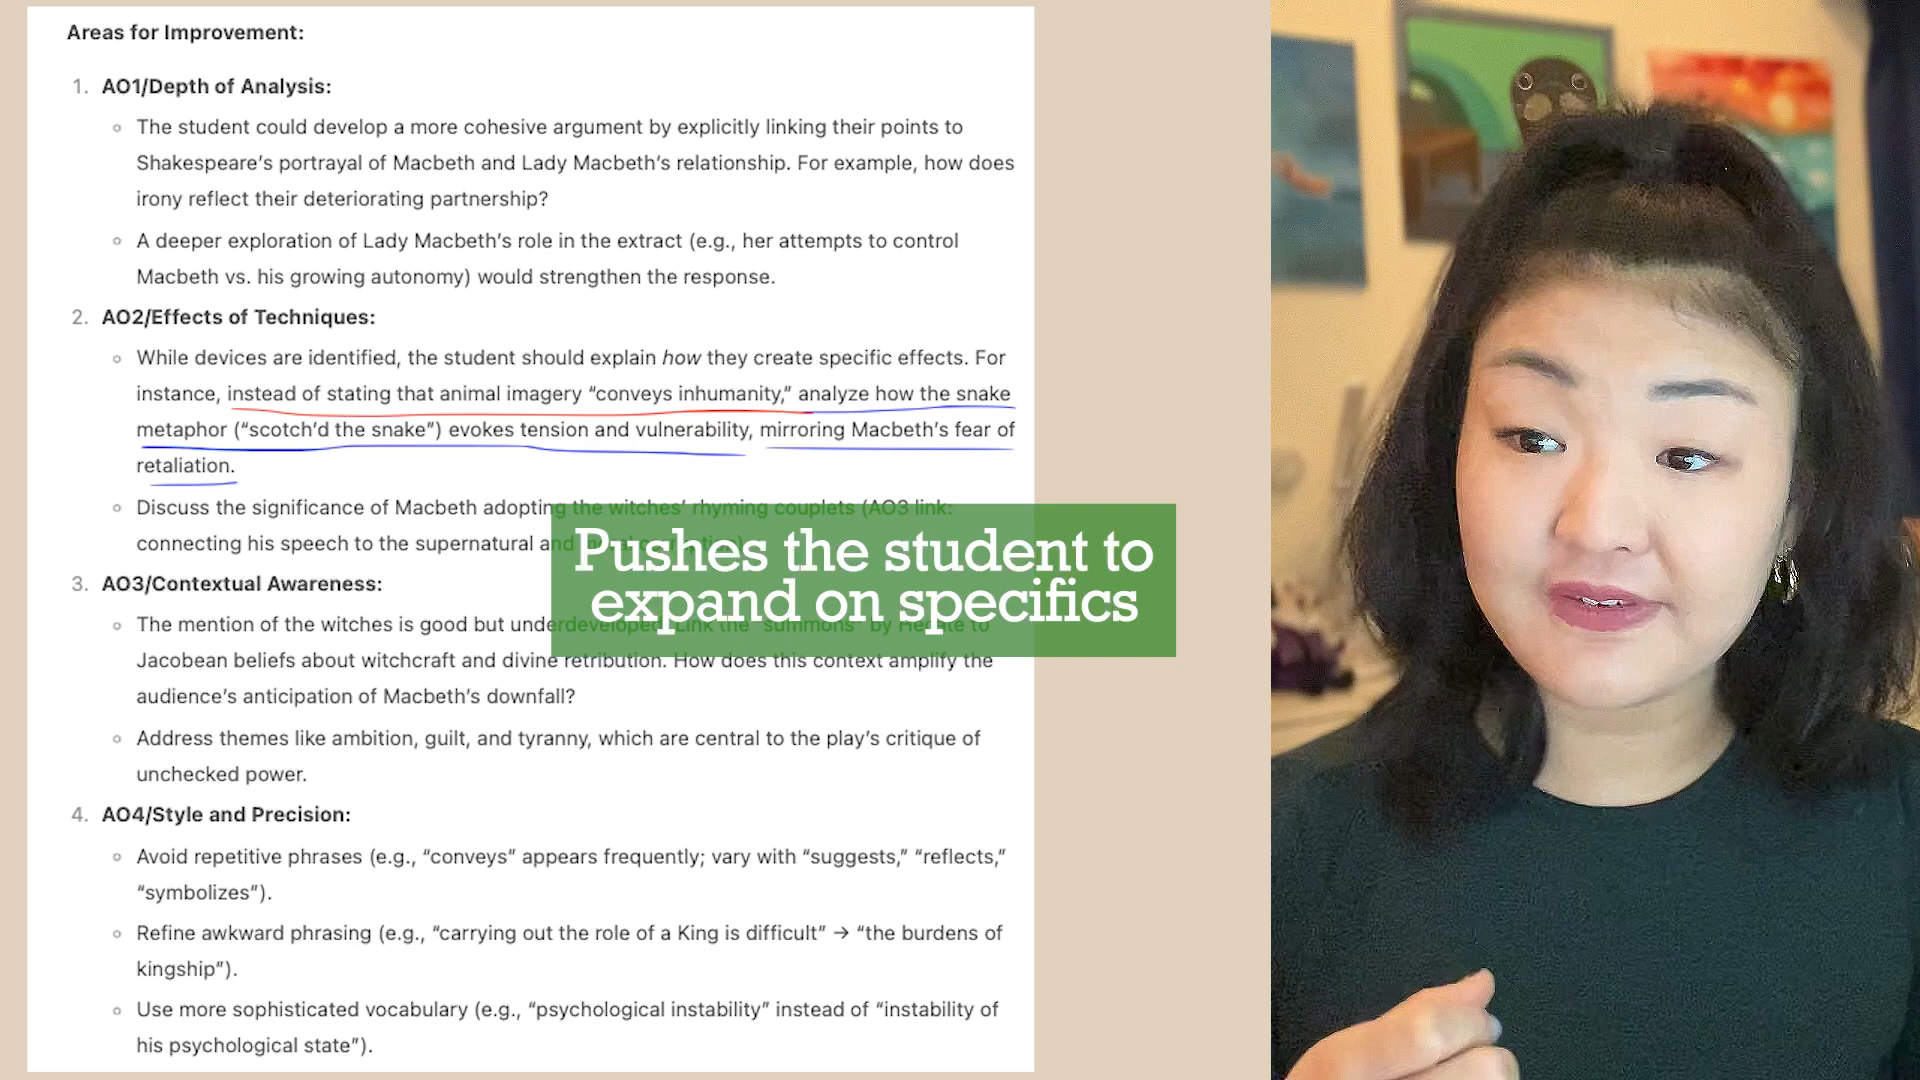 Areas for Improvement:
1. AO1/Depth of Analysis:
The student could develop a more cohesive argument by explicitly linking their points to
Shakespeare's portrayal of Macbeth and Lady Macbeth's relationship. For example, how does
irony reflect their deteriorating partnership?
A deeper exploration of Lady Macbeth's role in the extract (e.g., her attempts to control
Macbeth vs. his growing autonomy) would strengthen the response.
2. AO2/Effects of Techniques:
While devices are identified, the student should explain how they create specific effects. For
instance, instead of stating that animal imagery “conveys inhumanity,” analyze how the snake
metaphor (“scotch'd the snake”) evokes tension and vulnerability, mirroring Macbeth's fear of
retaliation.
Discuss the significance of Macbeth adopting the witches' rhyming couplets (AO3 link:
connecting his speech to the supernatural and
3. AO3/Contextual Awareness:
The mention of the witches is good but underdeveloped. Link the “summons” by Hecate to
Jacobean beliefs about witchcraft and divine retribution. How does this context amplify the
audience's anticipation of Macbeth's downfall?
Address themes like ambition, guilt, and tyranny, which are central to the play's critique of
unchecked power.
4. AO4/Style and Precision:
Avoid repetitive phrases (e.g., “conveys” appears frequently; vary with “suggests,” “reflects,”
“symbolizes”).
Refine awkward phrasing (e.g., “carrying out the role of a King is difficult” → “the burdens of
kingship”).
Use more sophisticated vocabulary (e.g., “psychological instability” instead of “instability of
his psychological state”).
Pushes the student to
expand on specifics